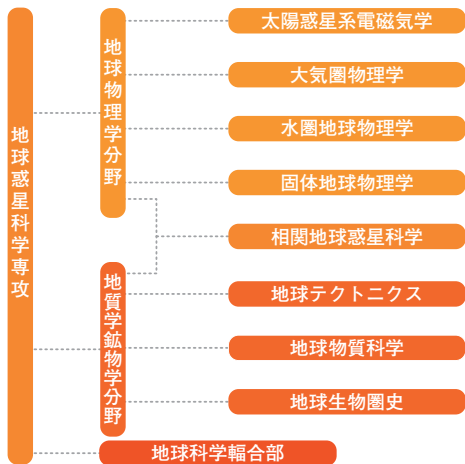 地球惑星科学専攻
地球物理学分野
太陽惑星系電磁気学
大気圏物理学
水圏地球物理学
固体地球物理学
相関地球惑星科学
地質学鉱物学分野
地球テクトニクス
地球物質科学
地球生物圏史
地球科学輻合部